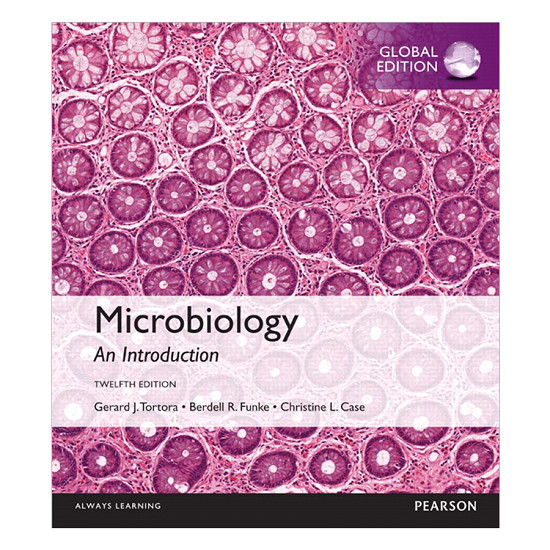 GLOBAL
EDITION
Microbiology
An Introduction
TWELFTH EDITION
Gerard J. Tortora • Berdell R. Funke • Christine L. Case
ALWAYS LEARNING
PEARSON